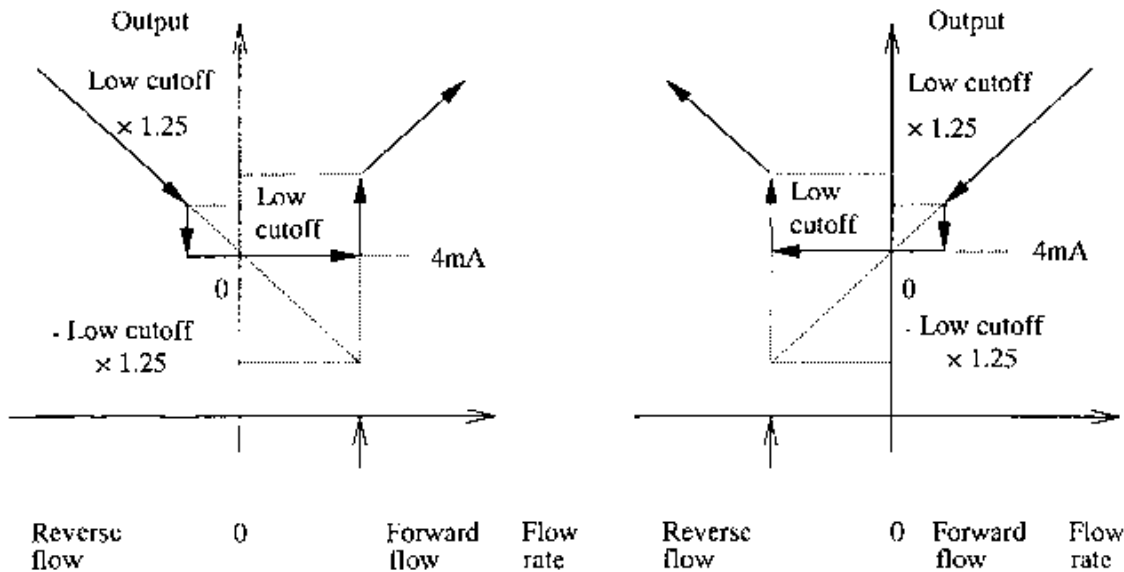 Output
Low cutoff
× 1.25
Low
cutoff
4mA
0
- Low cutoff
× 1.25
Reverse
flow
0
Forward
flow
Flow
rate
Output
Low cutoff
× 1.25
Low
cutoff
4mA
0
- Low cutoff
× 1.25
Reverse
flow
0
Forward
flow
Flow
rate